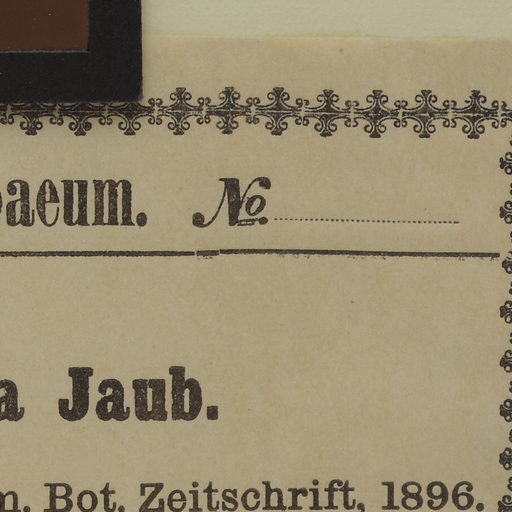 aeum. No.
a Jaub.
m. Bot. Zeitschrift, 1896.